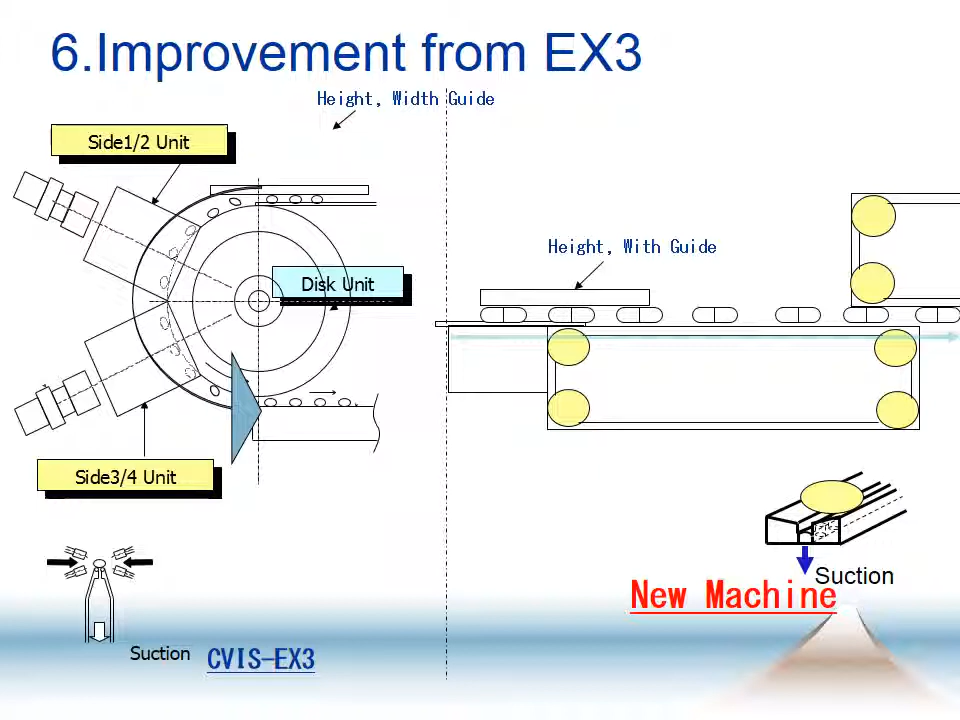 6.Improvement from EX3
Height, Width Guide
Side1/2 Unit
Height, With Guide
Disk Unit
Side3/4 Unit
Suction
New Machine
Suction
CVIS-EX3